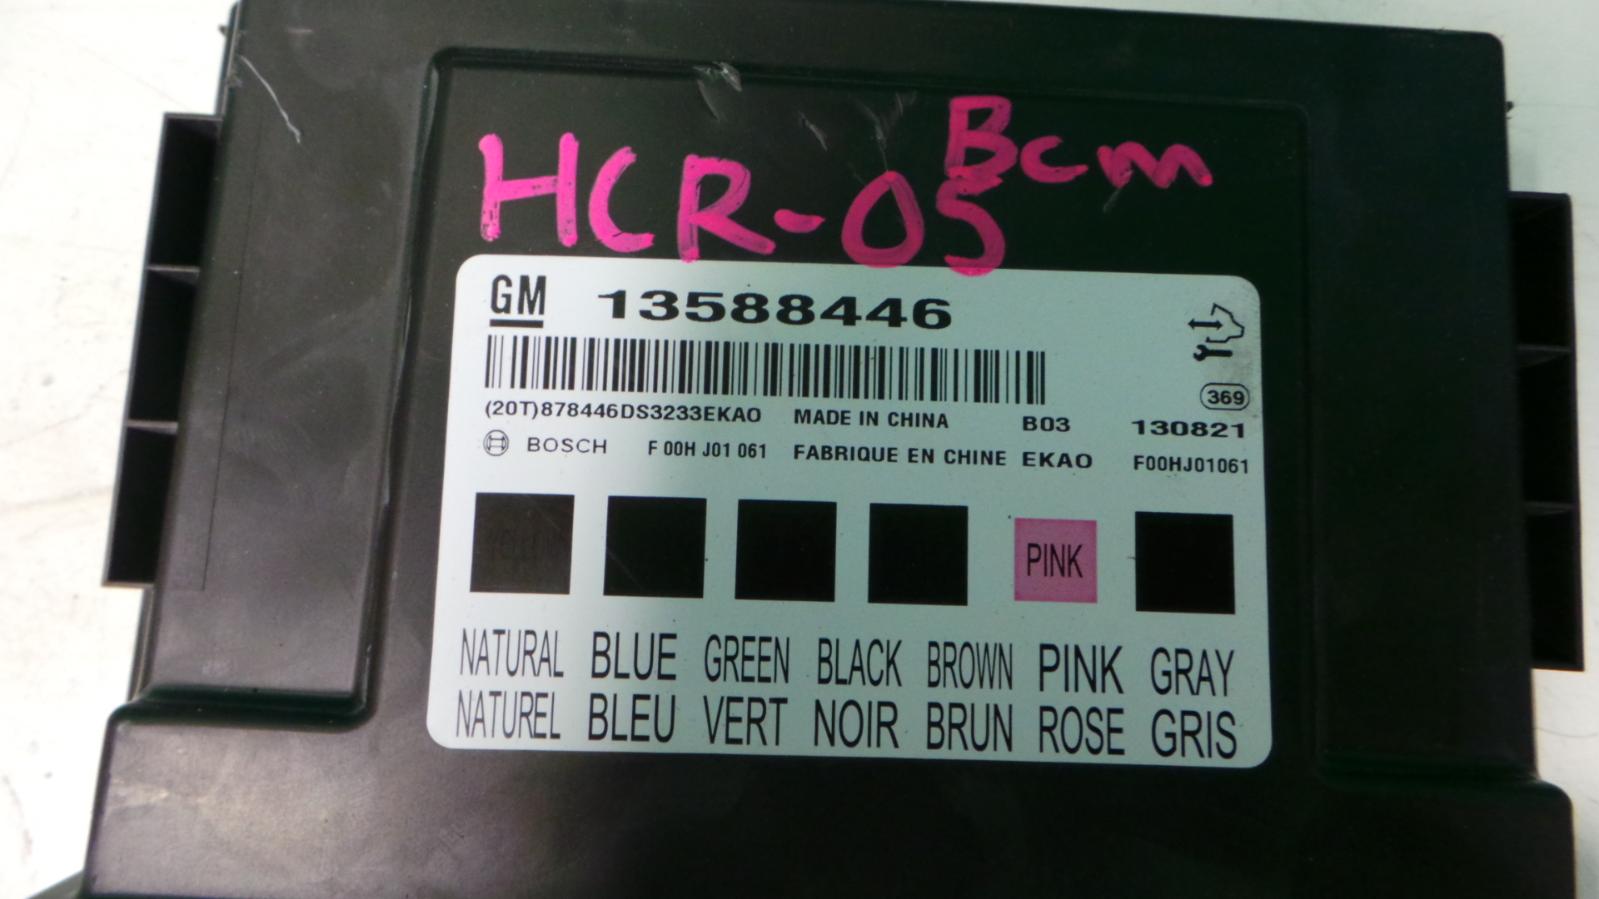 Bcm
HCR-05
GM 13588446
369
(20T)878446DS3233EKAO MADE IN CHINA B03 130821
BOSCH F 00H J01 061 FABRIQUE EN CHINE EKAO F00HJ01061
PINK
NATURAL BLUE GREEN BLACK BROWN PINK GRAY
NATUREL BLEU VERT NOIR BRUN ROSE GRIS